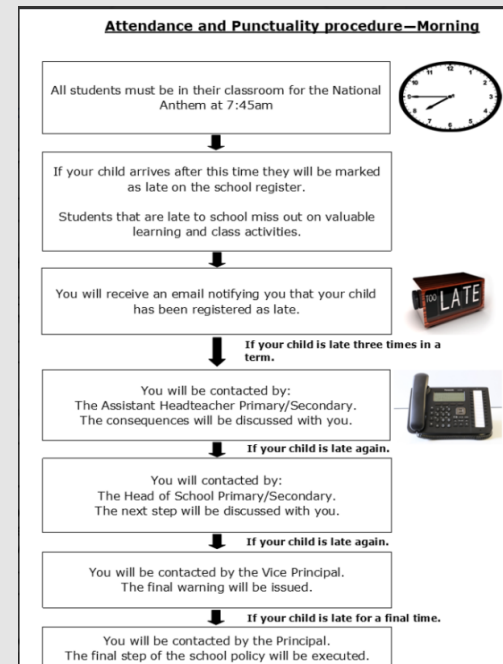 Attendance and Punctuality procedure—Morning
All students must be in their classroom for the National
Anthem at 7:45am
If your child arrives after this time they will be marked
as late on the school register.
Students that are late to school miss out on valuable
learning and class activities.
You will receive an email notifying you that your child
has been registered as late.
TOO LATE
If your child is late three times in a
term.
You will be contacted by:
The Assistant Headteacher Primary/Secondary.
The consequences will be discussed with you.
If your child is late again.
You will contacted by:
The Head of School Primary/Secondary.
The next step will be discussed with you.
If your child is late again.
You will be contacted by the Vice Principal.
The final warning will be issued.
If your child is late for a final time.
You will be contacted by the Principal.
The final step of the school policy will be executed.